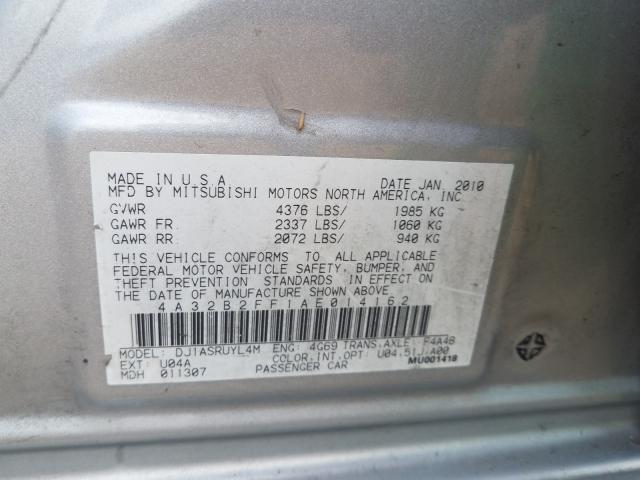 MADE IN U.S.A DATE JAN. 2010
MFD BY MITSUBISHI MOTORS NORTH AMERICA, INC
GVWR 4376 LBS/ 1985 KG
GAWR FR. 2337 LBS/ 1060 KG
GAWR RR. 2072 LBS/ 940 KG
THIS VEHICLE CONFORMS TO ALL APPLICABLE
FEDERAL MOTOR VEHICLE SAFETY, BUMPER, AND
THEFT PREVENTION STANDARDS IN EFFECT ON
THE DATE OF MANUFACTURE SHOWN ABOVE
4A32B2FF1AE014162
MODEL: DJ1ASRUYL4M ENG: 4G69 TRANS.AXLE: F4A4B
EXT: U04A COLOR,INT,OPT: U04,51J,A00
MDH 011307 PASSENGER CAR MU001418